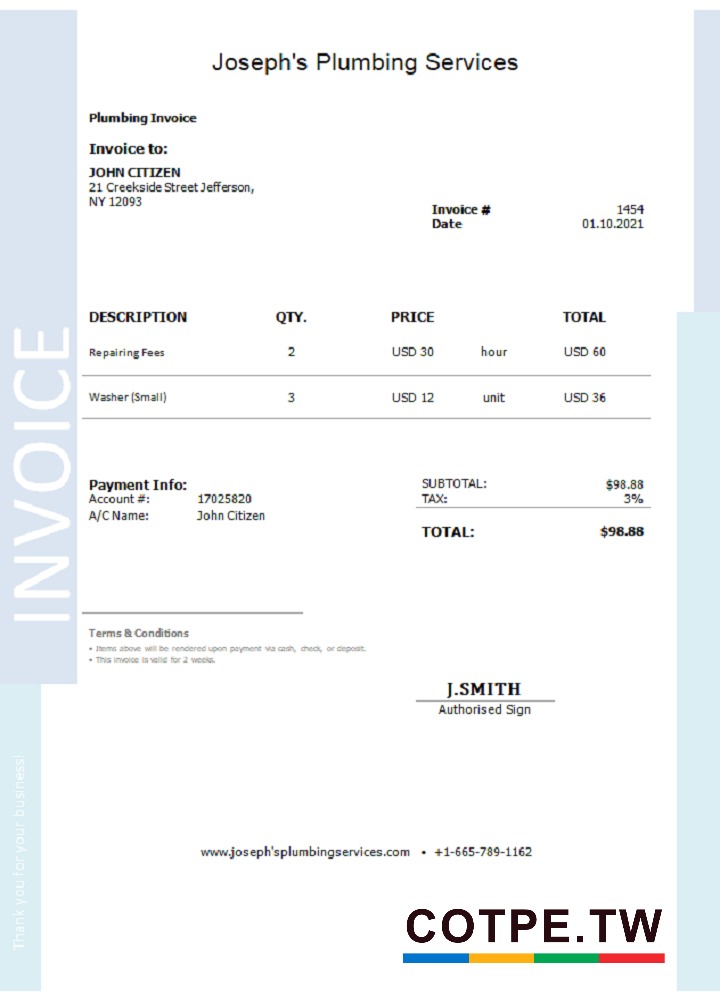 Joseph's Plumbing Services
Plumbing Invoice
Invoice to:
JOHN CITIZEN
21 Creekside Street Jefferson,
NY 12093
Invoice # 1454
Date 01.10.2021
DESCRIPTION QTY. PRICE TOTAL
Repairing Fees 2 USD 30 hour USD 60
Washer (Small) 3 USD 12 unit USD 36
Payment Info:
Account #: 17025820
A/C Name: John Citizen
SUBTOTAL: $98.88
TAX: 3%
TOTAL: $98.88
Terms & Conditions
• Items above will be rendered upon payment via cash, check, or deposit.
• This invoice is valid for 2 weeks.
J.SMITH
Authorised Sign
www.joseph'splumbingservices.com • +1-665-789-1162
INVOICE
Thank you for your business!
COTPE.TW